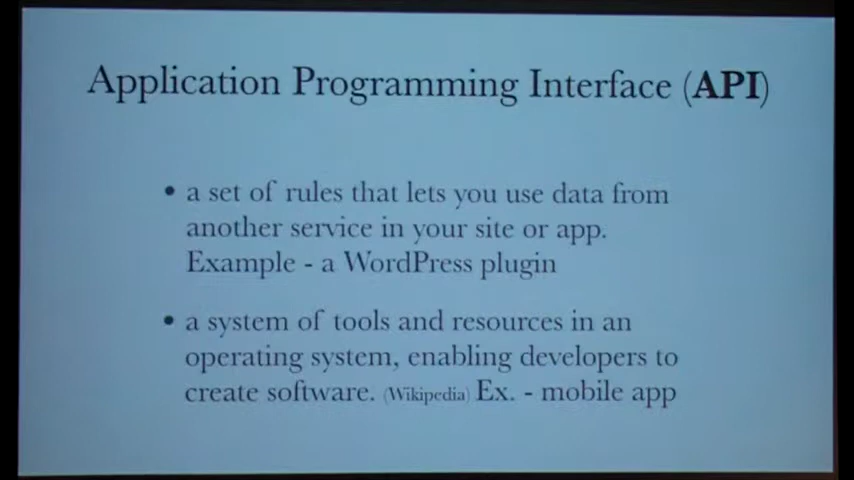 Application Programming Interface (API)
• a set of rules that lets you use data from
another service in your site or app.
Example - a WordPress plugin
• a system of tools and resources in an
operating system, enabling developers to
create software. (Wikipedia) Ex. - mobile app